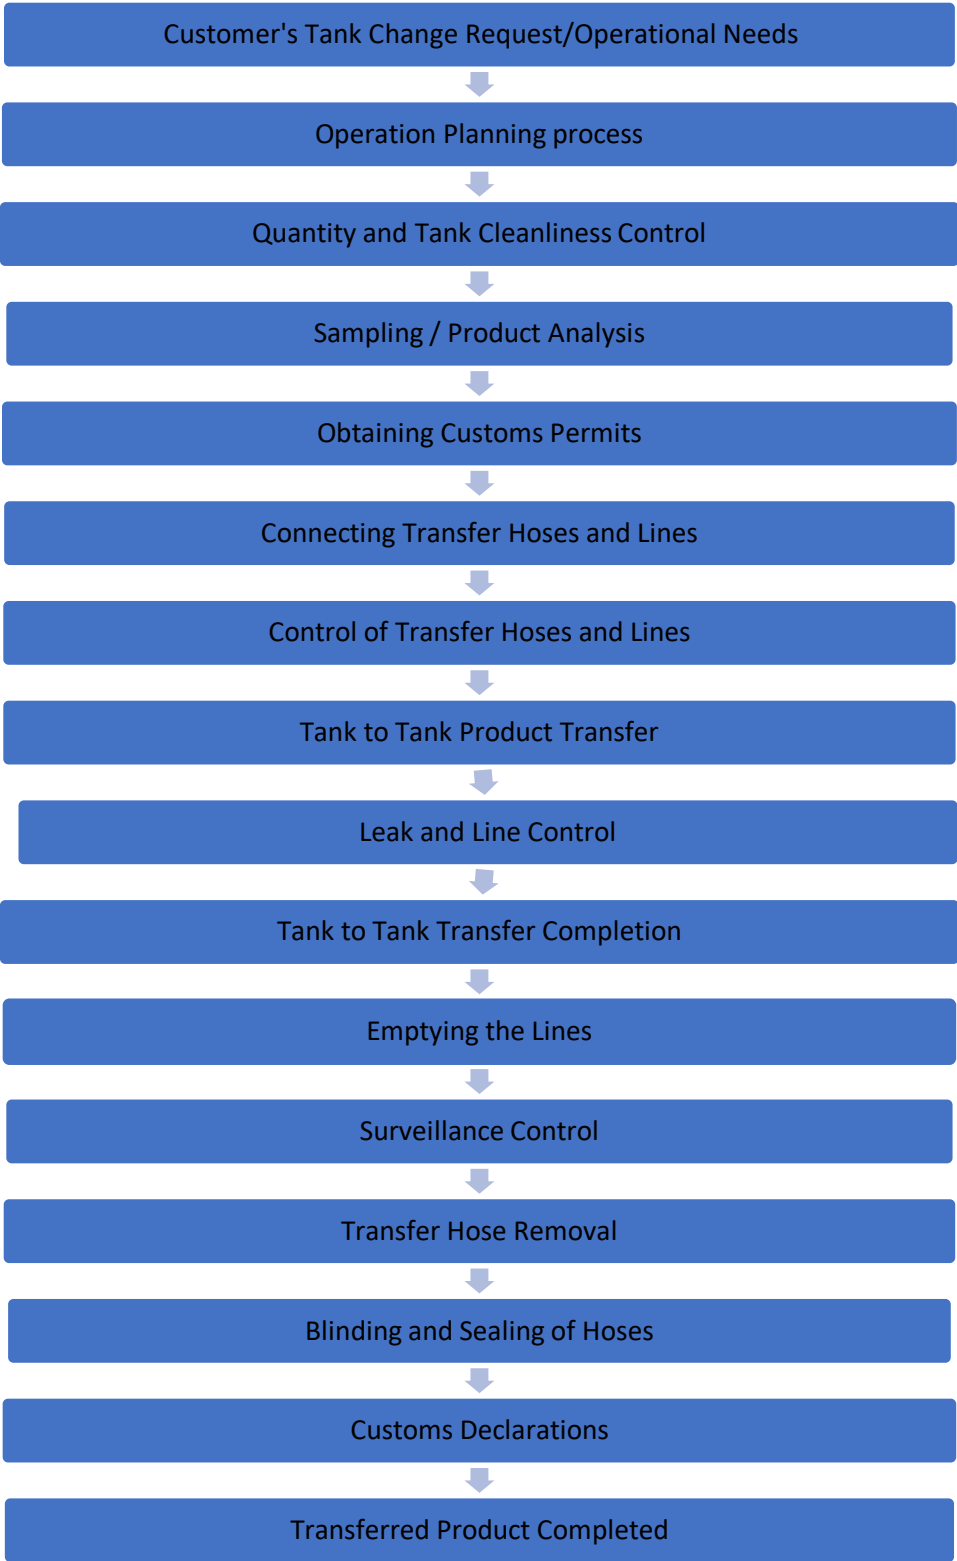 Customer's Tank Change Request/Operational Needs
Operation Planning process
Quantity and Tank Cleanliness Control
Sampling / Product Analysis
Obtaining Customs Permits
Connecting Transfer Hoses and Lines
Control of Transfer Hoses and Lines
Tank to Tank Product Transfer
Leak and Line Control
Tank to Tank Transfer Completion
Emptying the Lines
Surveillance Control
Transfer Hose Removal
Blinding and Sealing of Hoses
Customs Declarations
Transferred Product Completed